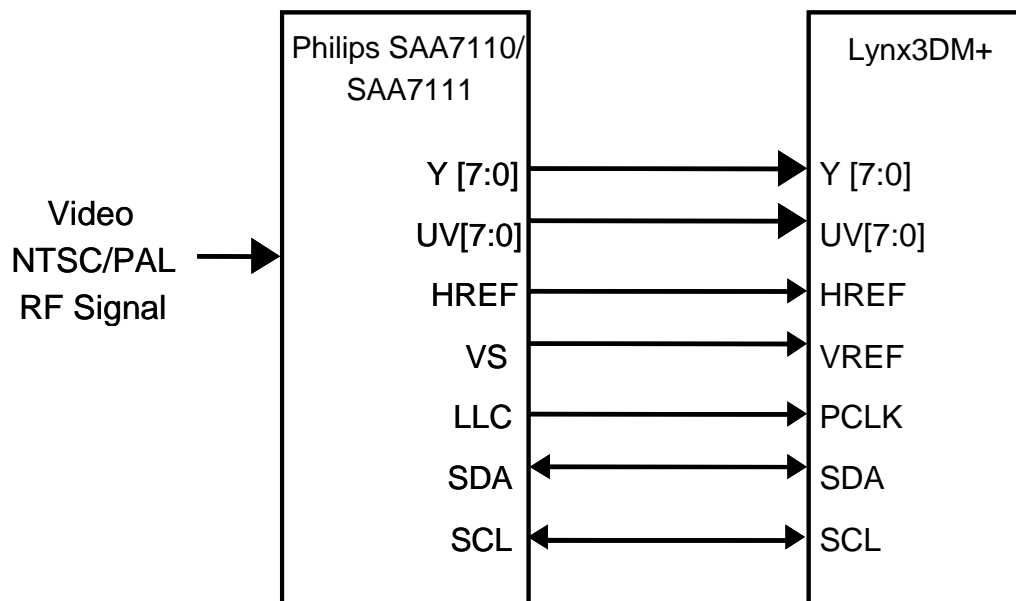 Philips SAA7110/
SAA7111
Lynx3DM+
Video
NTSC/PAL
RF Signal
Y [7:0]
Y [7:0]
UV[7:0]
UV[7:0]
HREF
HREF
VS
VREF
LLC
PCLK
SDA
SDA
SCL
SCL